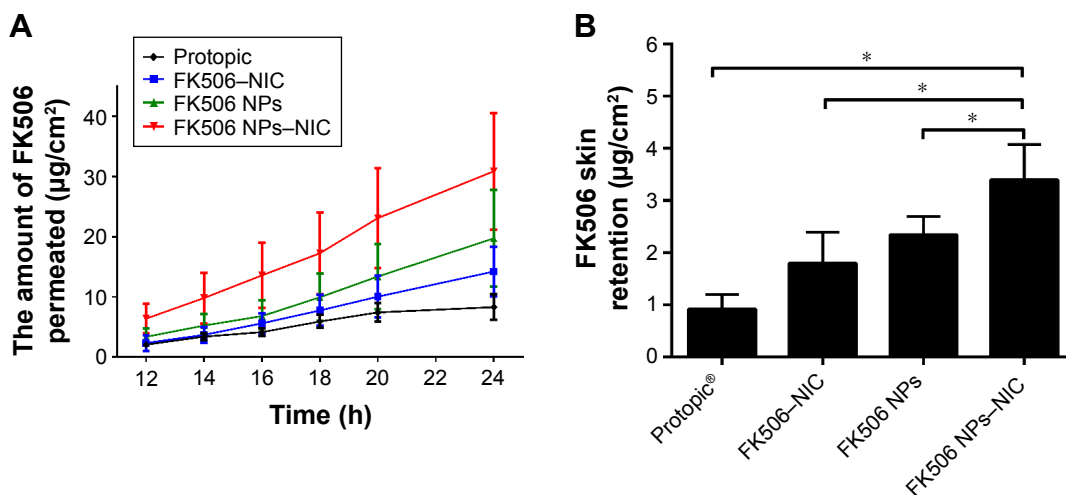 A
Protopic
FK506–NIC
FK506 NPs
FK506 NPs–NIC
The amount of FK506
permeated (µg/cm²)
40
30
20
10
0
12 14 16 18 20 22 24
Time (h)
B
FK506 skin
retention (µg/cm²)
6
5
4
3
2
1
0
*
*
*
Protopic®
FK506–NIC
FK506 NPs
FK506 NPs–NIC